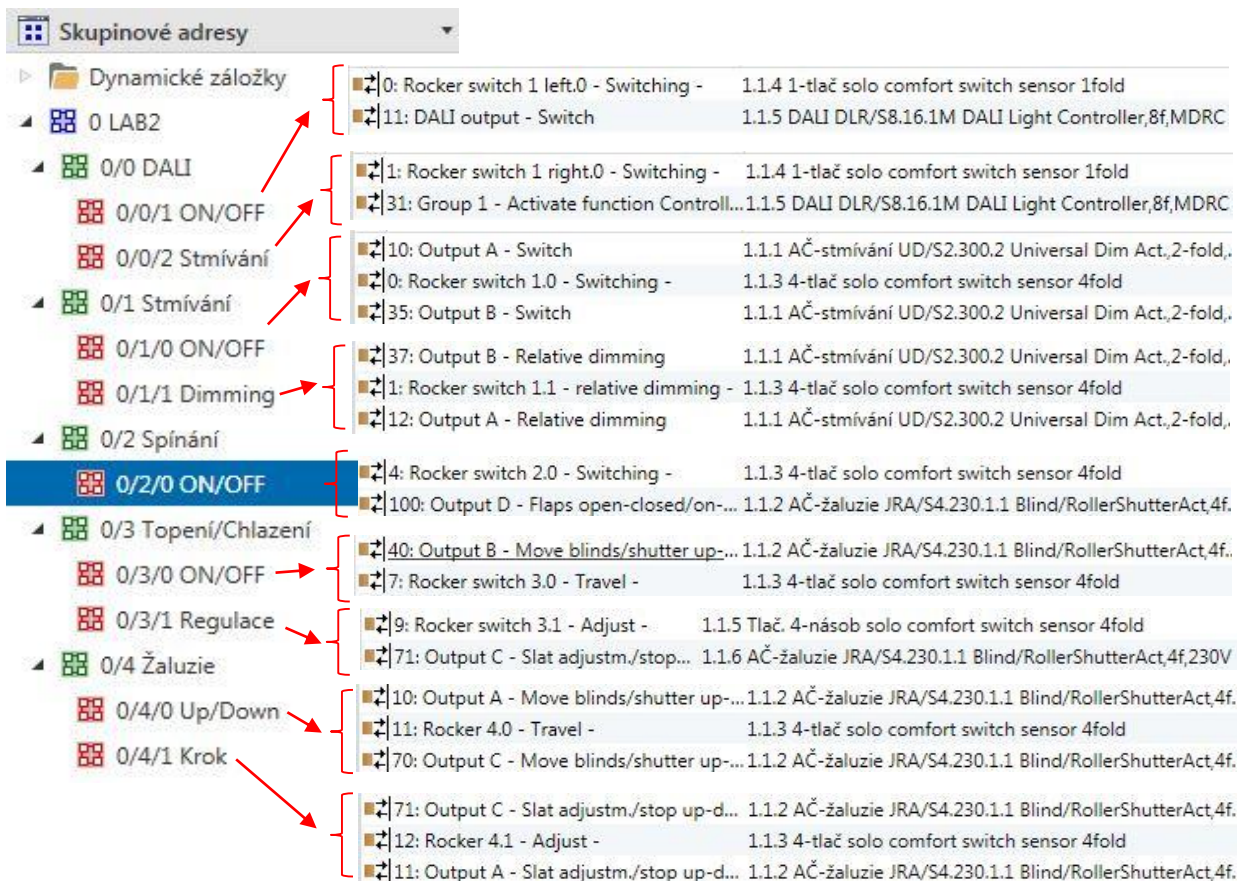 Skupinové adresy
Dynamické záložky
0 LAB2
0/0 DALI
0/0/1 ON/OFF
0/0/2 Stmívání
0/1 Stmívání
0/1/0 ON/OFF
0/1/1 Dimming
0/2 Spínání
0/2/0 ON/OFF
0/3 Topení/Chlazení
0/3/0 ON/OFF
0/3/1 Regulace
0/4 Žaluzie
0/4/0 Up/Down
0/4/1 Krok
0: Rocker switch 1 left.0 - Switching - 1.1.4 1-tlač solo comfort switch sensor 1fold
11: DALI output - Switch 1.1.5 DALI DLR/S8.16.1M DALI Light Controller,8f,MDRC
1: Rocker switch 1 right.0 - Switching - 1.1.4 1-tlač solo comfort switch sensor 1fold
31: Group 1 - Activate function Controll... 1.1.5 DALI DLR/S8.16.1M DALI Light Controller,8f,MDRC
10: Output A - Switch 1.1.1 AČ-stmívání UD/S2.300.2 Universal Dim Act.,2-fold,.
0: Rocker switch 1.0 - Switching - 1.1.3 4-tlač solo comfort switch sensor 4fold
35: Output B - Switch 1.1.1 AČ-stmívání UD/S2.300.2 Universal Dim Act.,2-fold,.
37: Output B - Relative dimming 1.1.1 AČ-stmívání UD/S2.300.2 Universal Dim Act.,2-fold,.
1: Rocker switch 1.1 - relative dimming - 1.1.3 4-tlač solo comfort switch sensor 4fold
12: Output A - Relative dimming 1.1.1 AČ-stmívání UD/S2.300.2 Universal Dim Act.,2-fold,.
4: Rocker switch 2.0 - Switching - 1.1.3 4-tlač solo comfort switch sensor 4fold
100: Output D - Flaps open-closed/on-... 1.1.2 AČ-žaluzie JRA/S4.230.1.1 Blind/RollerShutterAct,4f.
40: Output B - Move blinds/shutter up-... 1.1.2 AČ-žaluzie JRA/S4.230.1.1 Blind/RollerShutterAct,4f..
7: Rocker switch 3.0 - Travel - 1.1.3 4-tlač solo comfort switch sensor 4fold
9: Rocker switch 3.1 - Adjust - 1.1.5 Tlač. 4-násob solo comfort switch sensor 4fold
71: Output C - Slat adjustm./stop... 1.1.6 AČ-žaluzie JRA/S4.230.1.1 Blind/RollerShutterAct,4f,230V
10: Output A - Move blinds/shutter up-... 1.1.2 AČ-žaluzie JRA/S4.230.1.1 Blind/RollerShutterAct,4f.
11: Rocker 4.0 - Travel - 1.1.3 4-tlač solo comfort switch sensor 4fold
70: Output C - Move blinds/shutter up-... 1.1.2 AČ-žaluzie JRA/S4.230.1.1 Blind/RollerShutterAct,4f.
71: Output C - Slat adjustm./stop up-d... 1.1.2 AČ-žaluzie JRA/S4.230.1.1 Blind/RollerShutterAct,4f.
12: Rocker 4.1 - Adjust - 1.1.3 4-tlač solo comfort switch sensor 4fold
11: Output A - Slat adjustm./stop up-d... 1.1.2 AČ-žaluzie JRA/S4.230.1.1 Blind/RollerShutterAct,4f.